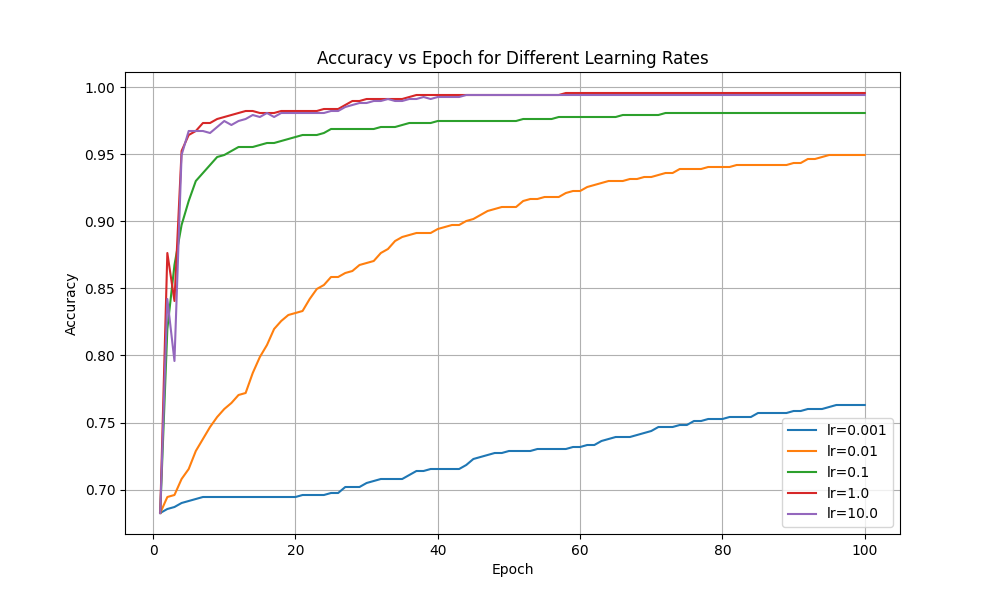 Accuracy vs Epoch for Different Learning Rates
1.00
0.95
0.90
0.85
0.80
0.75
0.70
Accuracy
0 20 40 60 80 100
Epoch
lr=0.001
lr=0.01
lr=0.1
lr=1.0
lr=10.0